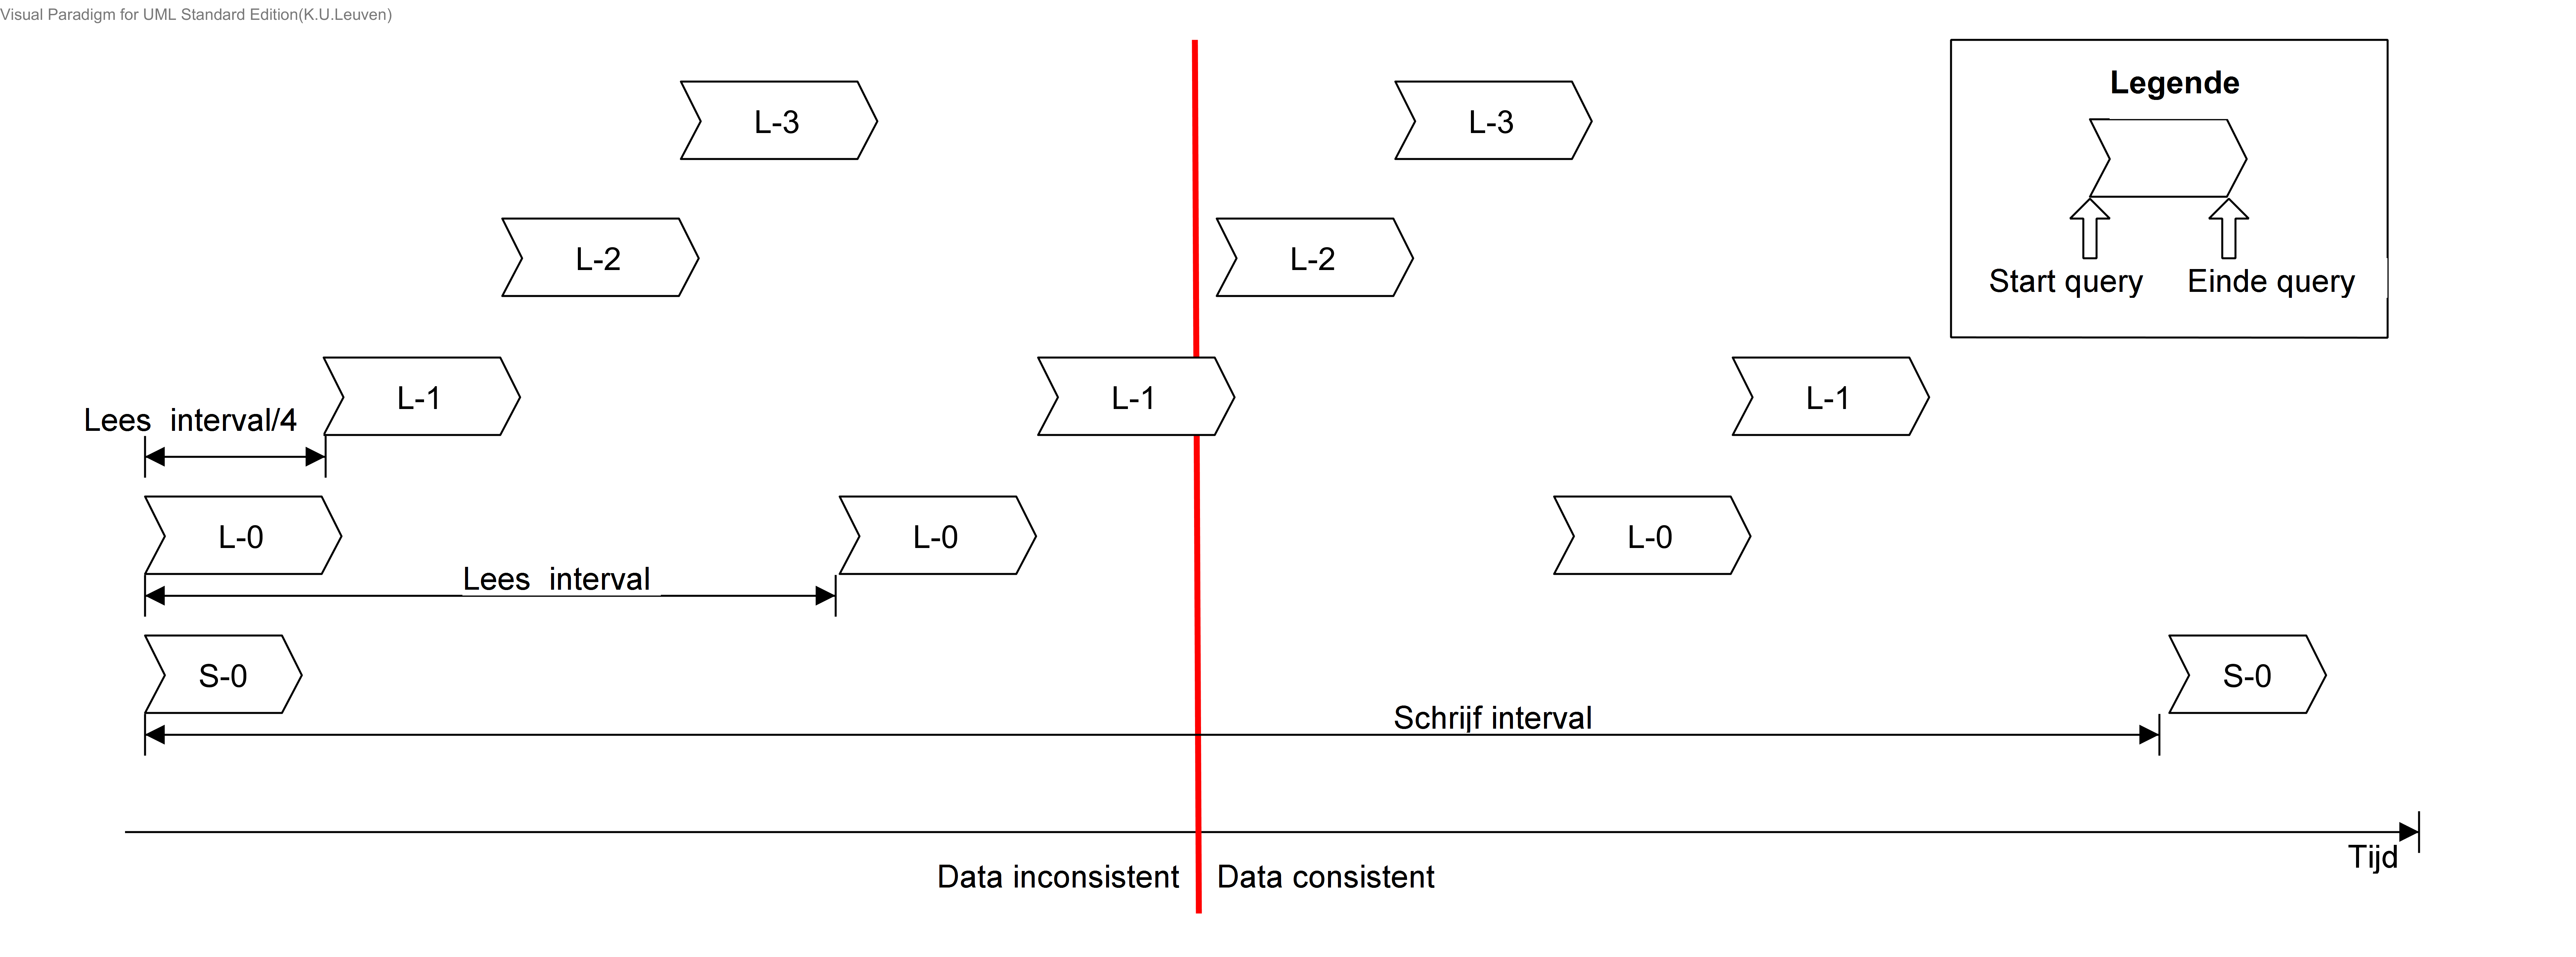 Visual Paradigm for UML Standard Edition(K.U.Leuven)
Legende
Start query
Einde query
L-3
L-3
L-2
L-2
L-1
L-1
L-1
Lees interval/4
L-0
L-0
L-0
Lees interval
S-0
S-0
Schrijf interval
Tijd
Data inconsistent
Data consistent